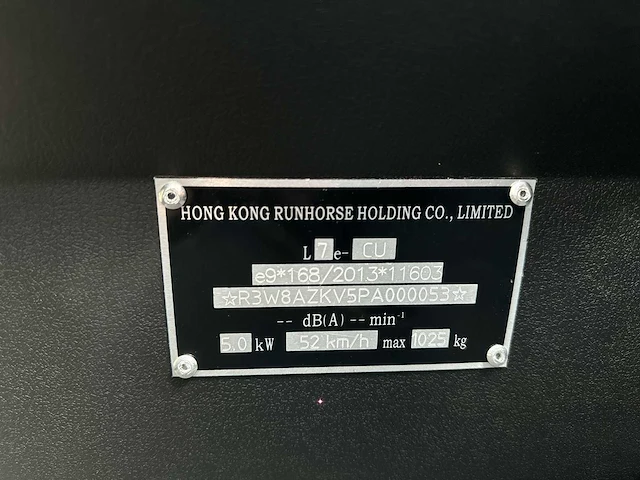 HONG KONG RUNHORSE HOLDING CO., LIMITED
L 7 e- CU
e9*168/2013*11603
☆R3W8AZKV5PA000053☆
-- dB(A) -- min⁻¹
5.0 kW 52 km/h max 1025 kg